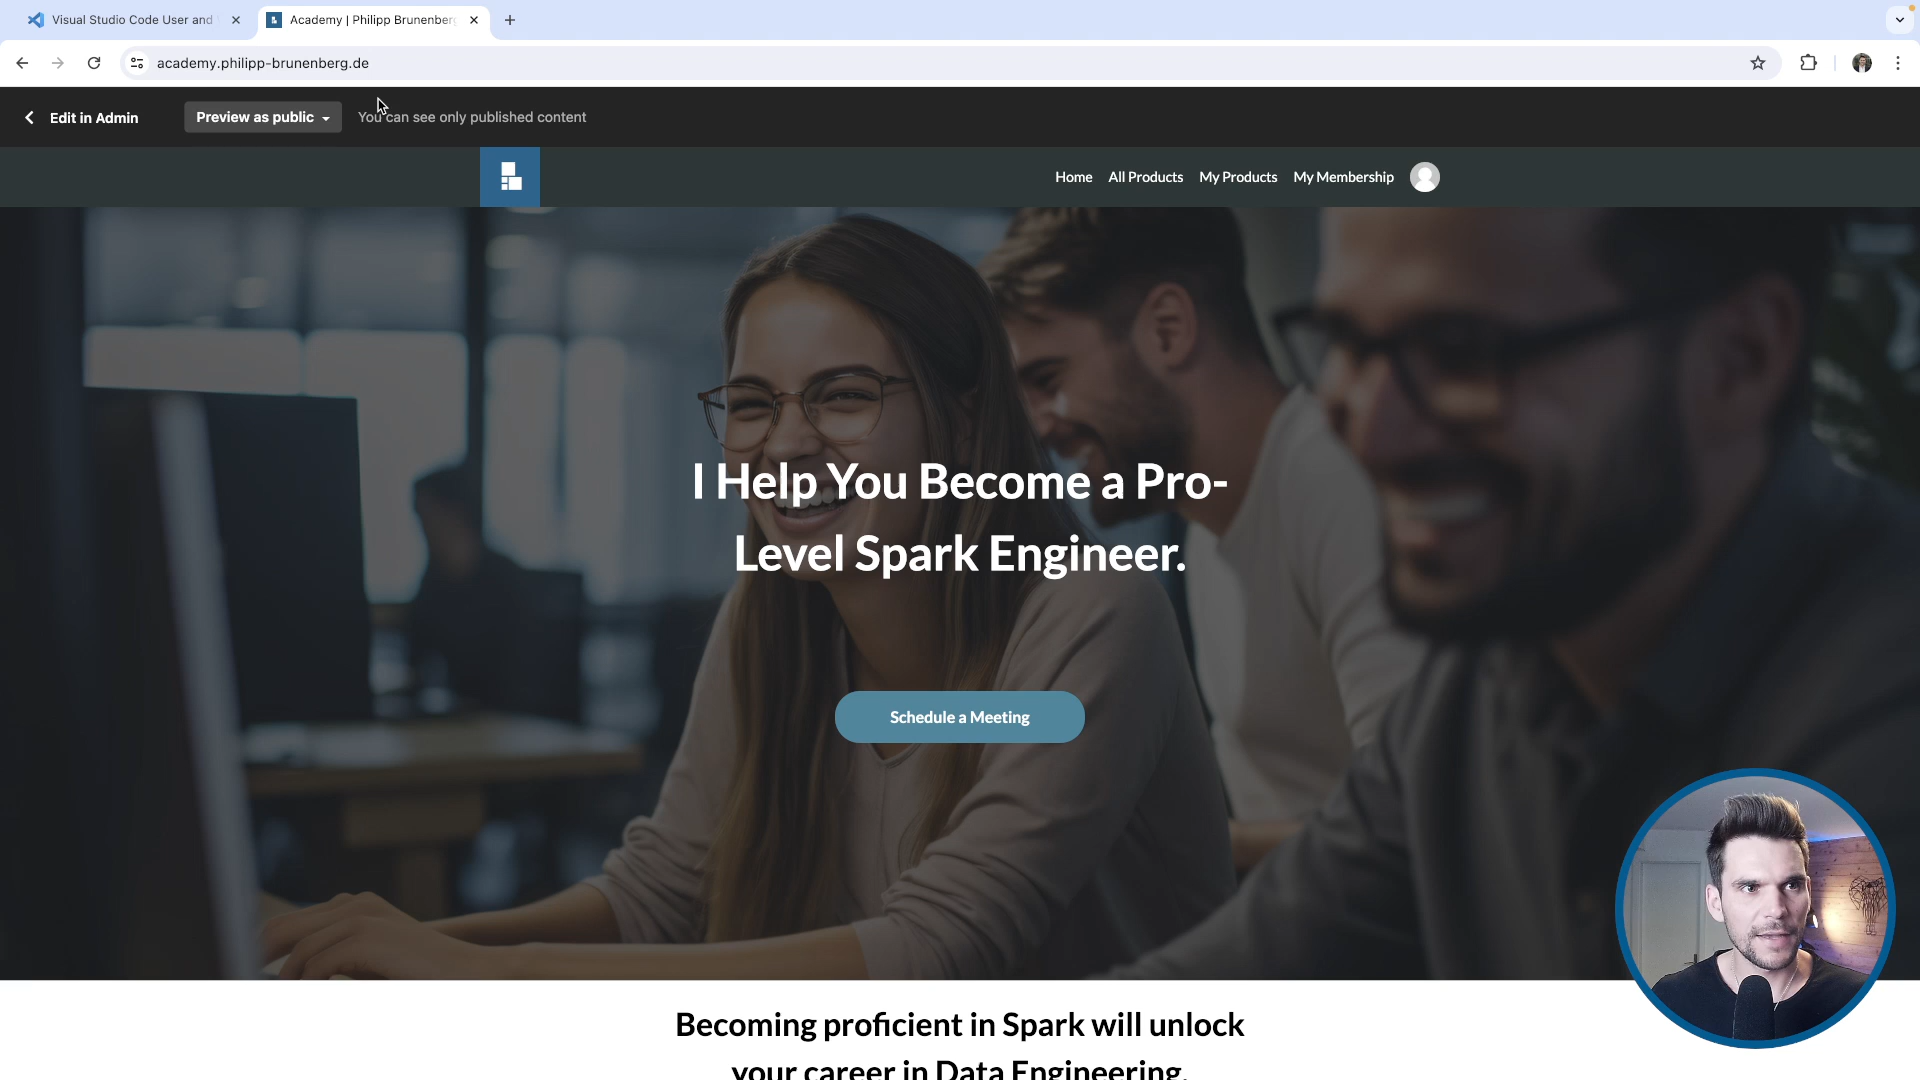 Visual Studio Code User and
Academy | Philipp Brunenberg
academy.philipp-brunenberg.de
Edit in Admin
Preview as public
You can see only published content
Home All Products My Products My Membership
I Help You Become a Pro-
Level Spark Engineer.
Schedule a Meeting
Becoming proficient in Spark will unlock
your career in Data Engineering.